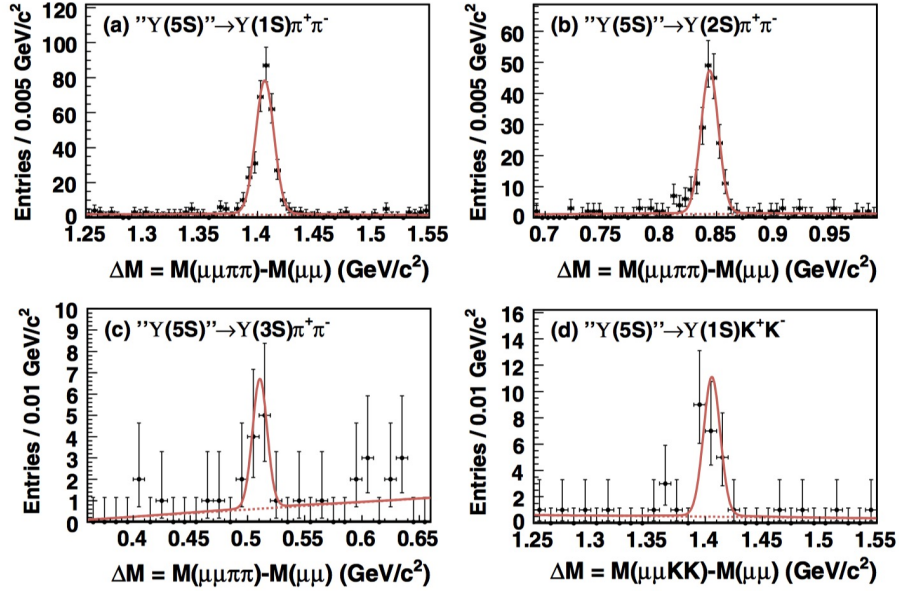 (a) "Υ(5S)"→Υ(1S)π⁺π⁻
Entries / 0.005 GeV/c²
120
100
80
60
40
20
0
1.25 1.3 1.35 1.4 1.45 1.5 1.55
ΔM = M(μμππ)-M(μμ) (GeV/c²)
(b) "Υ(5S)"→Υ(2S)π⁺π⁻
Entries / 0.005 GeV/c²
60
50
40
30
20
10
0
0.7 0.75 0.8 0.85 0.9 0.95
ΔM = M(μμππ)-M(μμ) (GeV/c²)
(c) "Υ(5S)"→Υ(3S)π⁺π⁻
Entries / 0.01 GeV/c²
10
9
8
7
6
5
4
3
2
1
0
0.4 0.45 0.5 0.55 0.6 0.65
ΔM = M(μμππ)-M(μμ) (GeV/c²)
(d) "Υ(5S)"→Υ(1S)K⁺K⁻
Entries / 0.01 GeV/c²
16
14
12
10
8
6
4
2
0
1.25 1.3 1.35 1.4 1.45 1.5 1.55
ΔM = M(μμKK)-M(μμ) (GeV/c²)